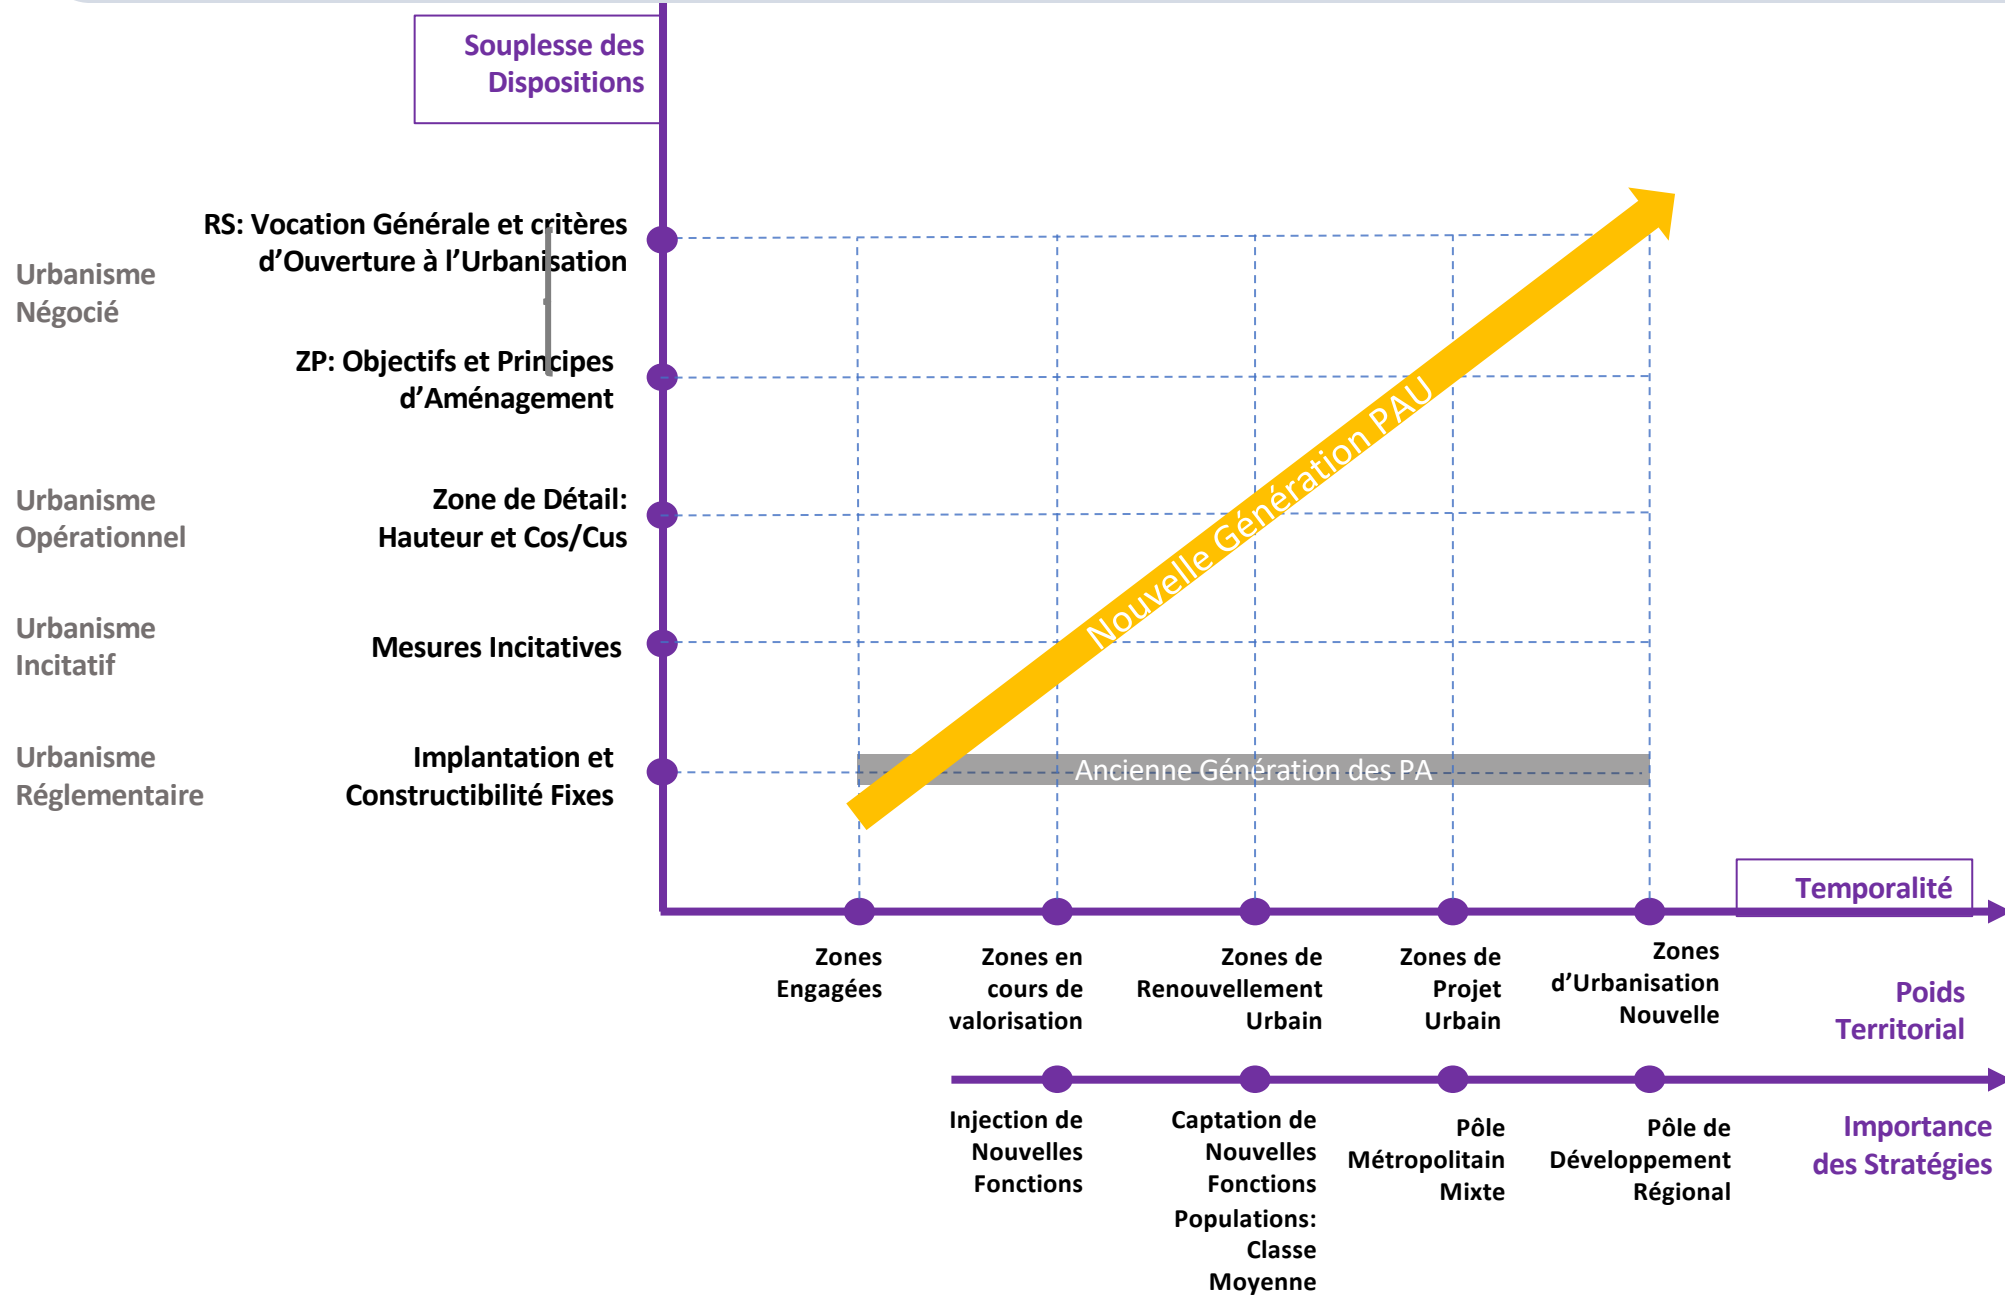 Souplesse des
Dispositions
RS: Vocation Générale et critères
d’Ouverture à l’Urbanisation
Urbanisme
Négocié
ZP: Objectifs et Principes
d’Aménagement
Urbanisme
Opérationnel
Zone de Détail:
Hauteur et Cos/Cus
Urbanisme
Incitatif
Mesures Incitatives
Urbanisme
Réglementaire
Implantation et
Constructibilité Fixes
Nouvelle Génération PAU
Ancienne Génération des PA
Temporalité
Zones
Engagées
Zones en
cours de
valorisation
Zones de
Renouvellement
Urbain
Zones de
Projet
Urbain
Zones
d’Urbanisation
Nouvelle
Poids
Territorial
Injection de
Nouvelles
Fonctions
Captation de
Nouvelles
Fonctions
Populations:
Classe
Moyenne
Pôle
Métropolitain
Mixte
Pôle de
Développement
Régional
Importance
des Stratégies